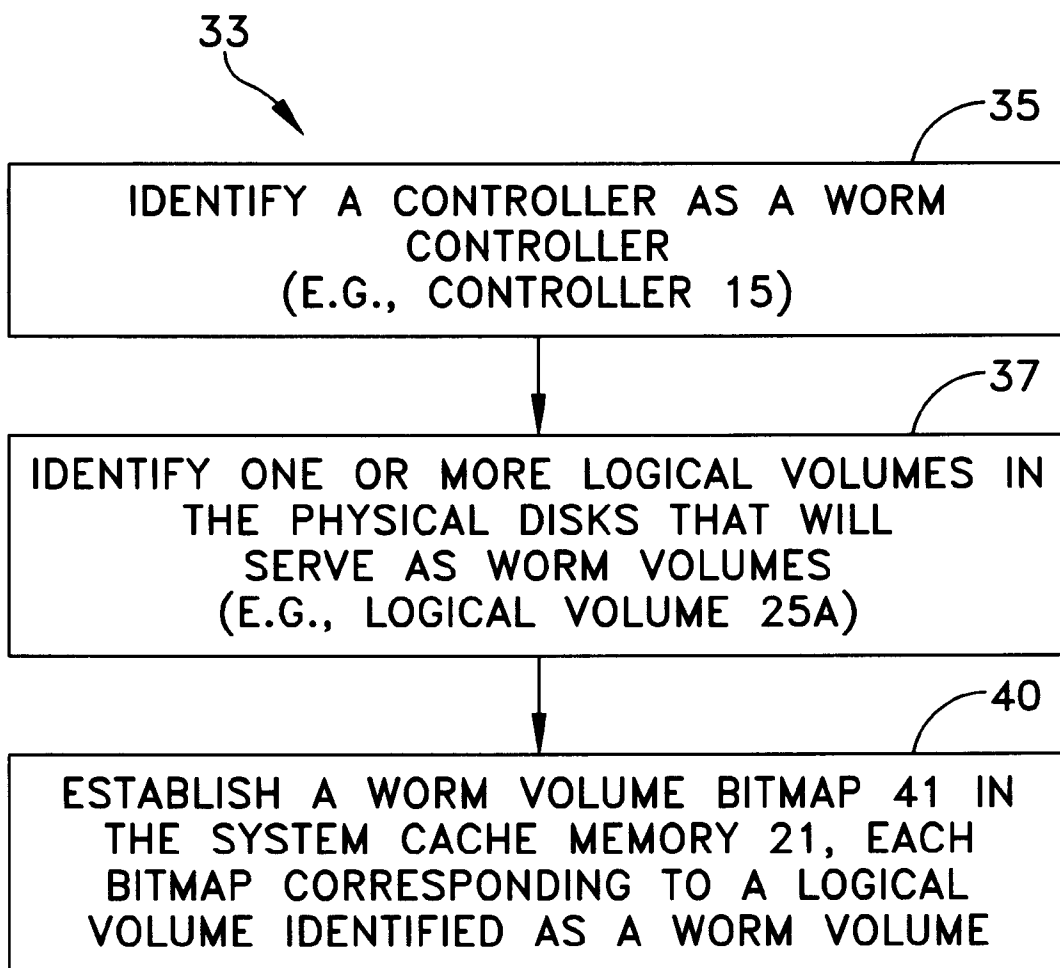 33
35
IDENTIFY A CONTROLLER AS A WORM
CONTROLLER
(E.G., CONTROLLER 15)
37
IDENTIFY ONE OR MORE LOGICAL VOLUMES IN
THE PHYSICAL DISKS THAT WILL
SERVE AS WORM VOLUMES
(E.G., LOGICAL VOLUME 25A)
40
ESTABLISH A WORM VOLUME BITMAP 41 IN
THE SYSTEM CACHE MEMORY 21, EACH
BITMAP CORRESPONDING TO A LOGICAL
VOLUME IDENTIFIED AS A WORM VOLUME